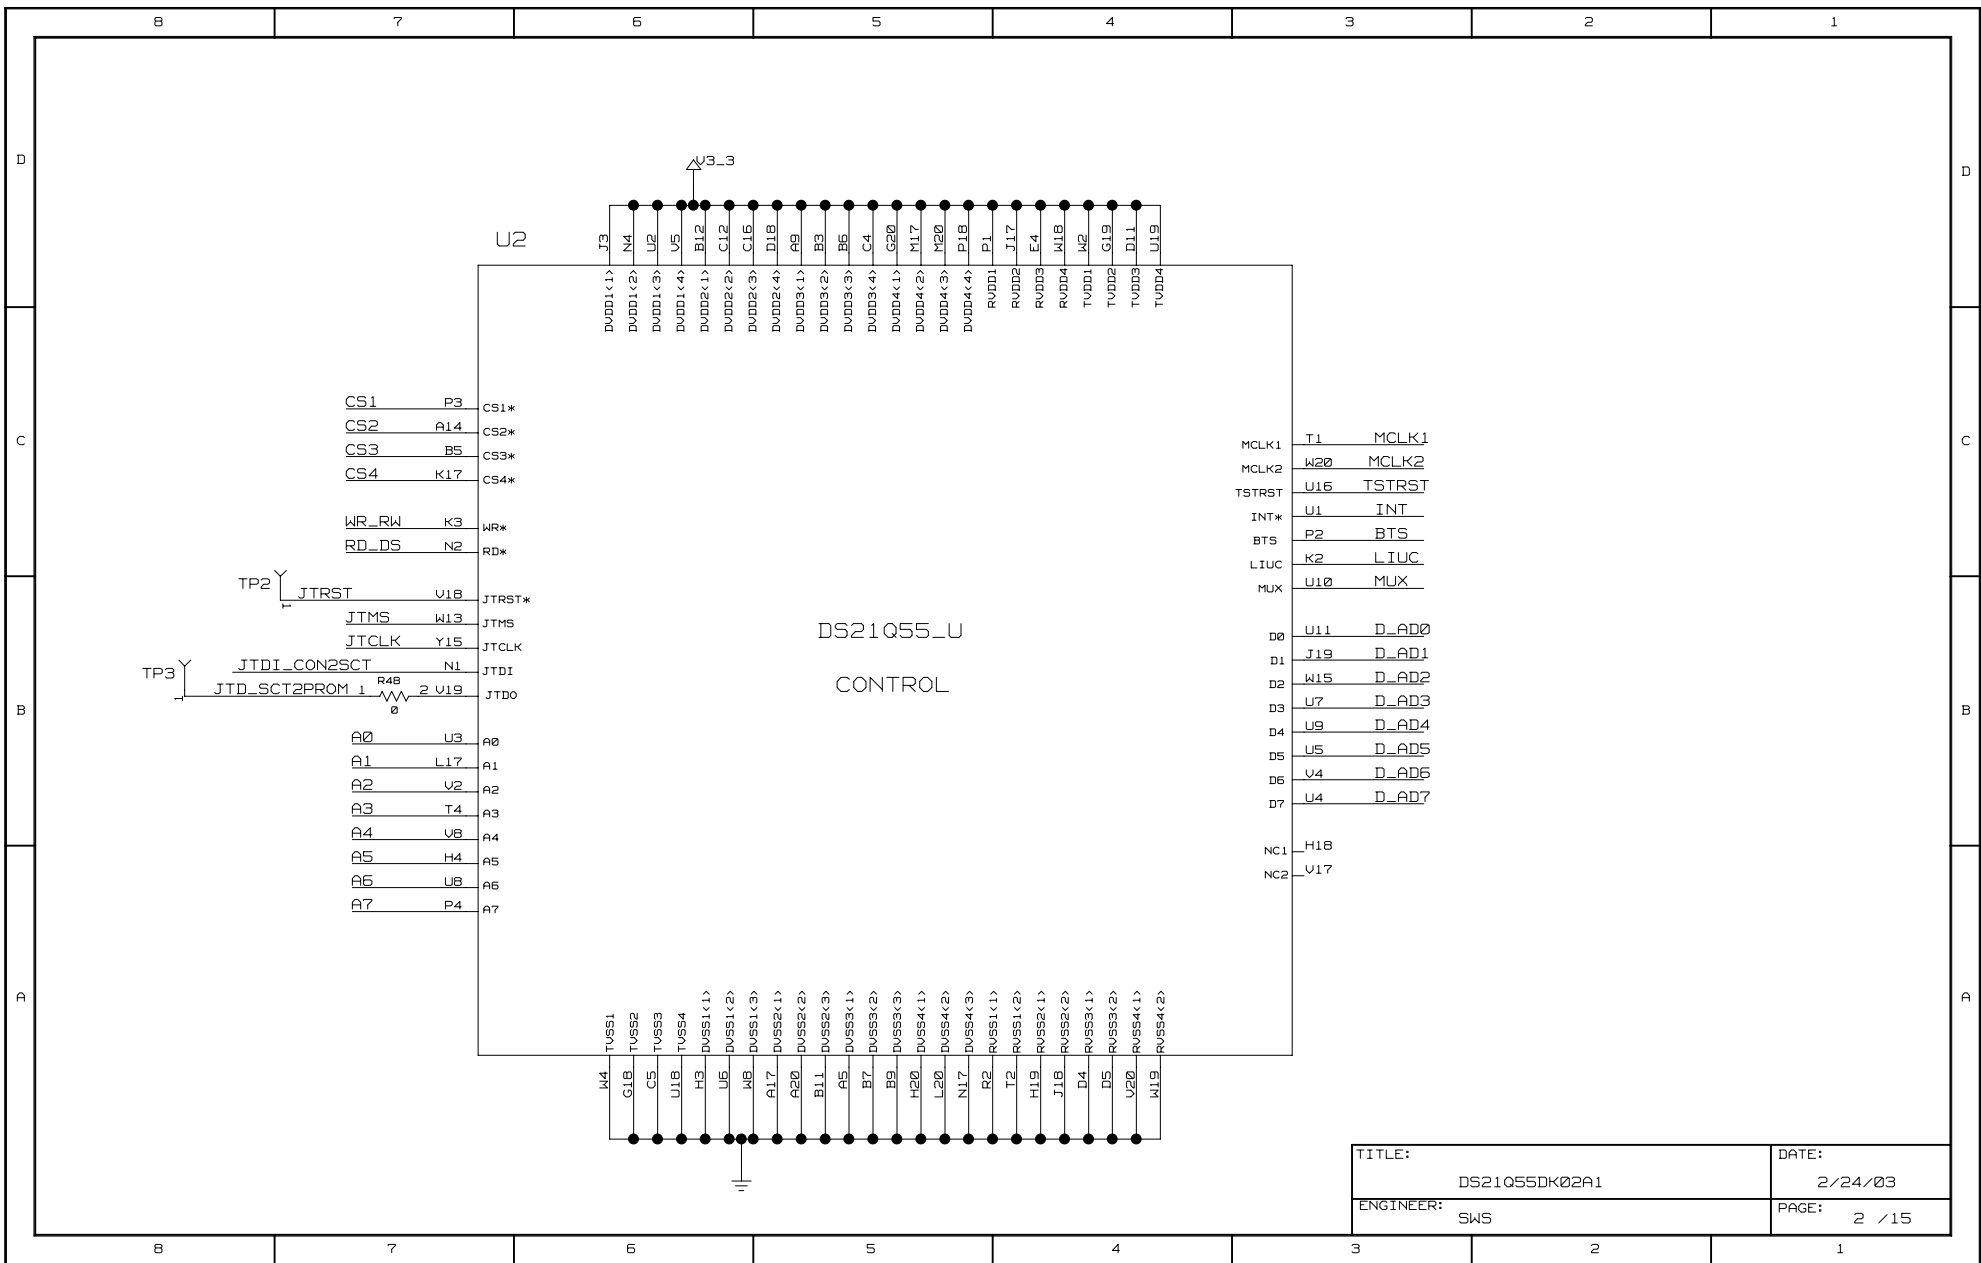 8 7 6 5 4 3 2 1
D D
V3_3
U2
J3 N4 U2 V5 B12 C12 C16 D18 A9 B3 B6 C4 G20 M17 M20 P18 P1 J17 E4 W18 W2 G19 D11 U19
DVDD1<1> DVDD1<2> DVDD1<3> DVDD1<4> DVDD2<1> DVDD2<2> DVDD2<3> DVDD2<4> DVDD3<1> DVDD3<2> DVDD3<3> DVDD3<4> DVDD4<1> DVDD4<2> DVDD4<3> DVDD4<4> RVDD1 RVDD2 RVDD3 RVDD4 TVDD1 TVDD2 TVDD3 TVDD4
CS1 P3 CS1*
CS2 A14 CS2*
C MCLK1 T1 MCLK1 C
CS3 B5 CS3*
MCLK2 W20 MCLK2
CS4 K17 CS4*
TSTRST U16 TSTRST
INT* U1 INT
WR_RW K3 WR*
BTS P2 BTS
RD_DS N2 RD*
LIUC K2 LIUC
TP2 1 JTRST V18 JTRST*
MUX U10 MUX
JTMS W13 JTMS
DS21Q55_U
D0 U11 D_AD0
JTCLK Y15 JTCLK
D1 J19 D_AD1
JTDI_CON2SCT N1 JTDI
D2 W15 D_AD2
TP3 1 JTD_SCT2PROM 1 R48 0 2 V19 JTDO
CONTROL
D3 U7 D_AD3
B B
D4 U9 D_AD4
A0 U3 A0
D5 U5 D_AD5
A1 L17 A1
D6 V4 D_AD6
A2 V2 A2
D7 U4 D_AD7
A3 T4 A3
A4 V8 A4
NC1 H18
A5 H4 A5
NC2 V17
A6 U8 A6
A7 P4 A7
A A
TVSS1 TVSS2 TVSS3 TVSS4 DVSS1<1> DVSS1<2> DVSS1<3> DVSS2<1> DVSS2<2> DVSS2<3> DVSS3<1> DVSS3<2> DVSS3<3> DVSS4<1> DVSS4<2> DVSS4<3> RVSS1<1> RVSS1<2> RVSS2<1> RVSS2<2> RVSS3<1> RVSS3<2> RVSS4<1> RVSS4<2>
W4 G18 C5 U18 H3 U6 W8 A17 A20 B11 A5 B7 B9 H20 L20 N17 R2 T2 H19 J18 D4 D5 V20 W19
TITLE: DATE:
DS21Q55DK02A1 2/24/03
ENGINEER: PAGE:
SWS 2 /15
8 7 6 5 4 3 2 1